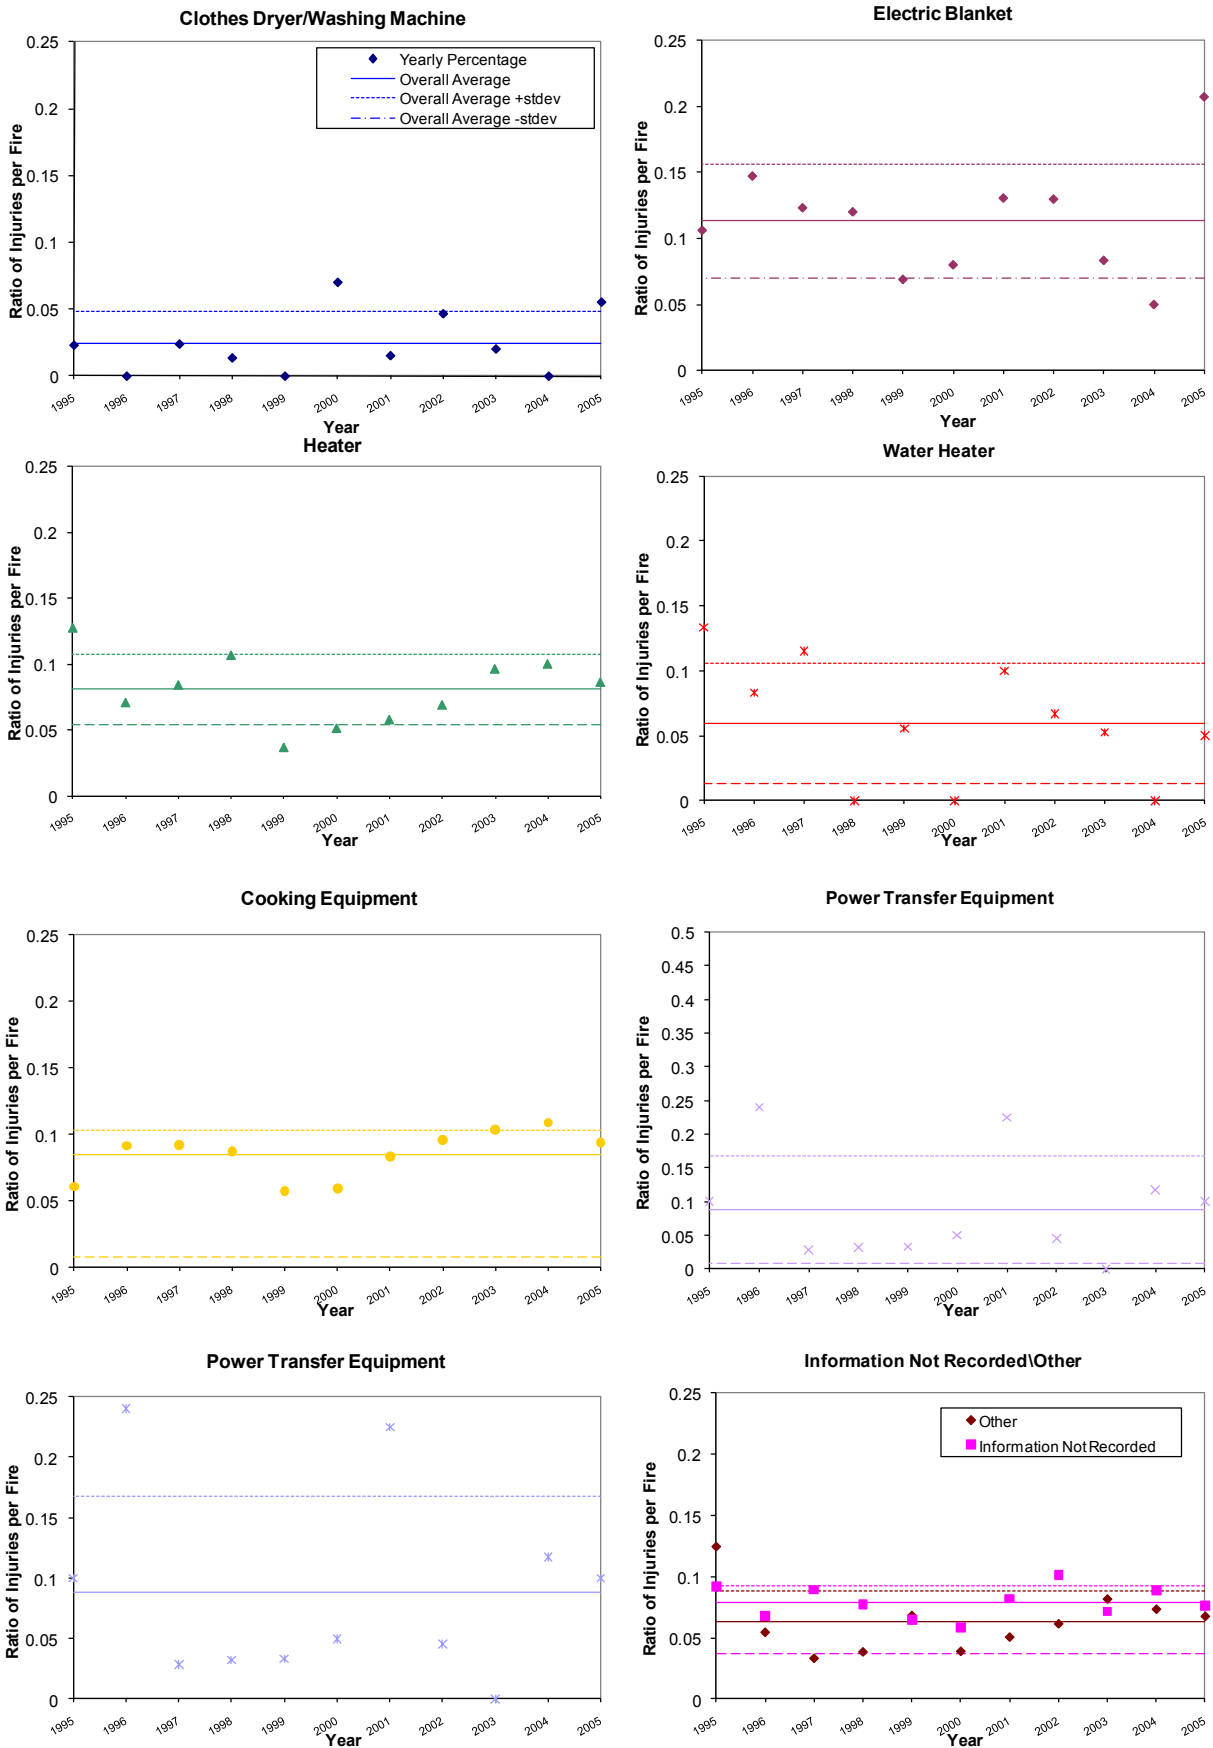 Clothes Dryer/Washing Machine
Ratio of Injuries per Fire
0.25
0.2
0.15
0.1
0.05
0
Yearly Percentage
Overall Average
Overall Average +stdev
Overall Average -stdev
1995 1996 1997 1998 1999 2000 2001 2002 2003 2004 2005
Year
Electric Blanket
Ratio of Injuries per Fire
0.25
0.2
0.15
0.1
0.05
0
1995 1996 1997 1998 1999 2000 2001 2002 2003 2004 2005
Year
Heater
Ratio of Injuries per Fire
0.25
0.2
0.15
0.1
0.05
0
1995 1996 1997 1998 1999 2000 2001 2002 2003 2004 2005
Year
Water Heater
Ratio of Injuries per Fire
0.25
0.2
0.15
0.1
0.05
0
1995 1996 1997 1998 1999 2000 2001 2002 2003 2004 2005
Year
Cooking Equipment
Ratio of Injuries per Fire
0.25
0.2
0.15
0.1
0.05
0
1995 1996 1997 1998 1999 2000 2001 2002 2003 2004 2005
Year
Power Transfer Equipment
Ratio of Injuries per Fire
0.5
0.45
0.4
0.35
0.3
0.25
0.2
0.15
0.1
0.05
0
1995 1996 1997 1998 1999 2000 2001 2002 2003 2004 2005
Year
Power Transfer Equipment
Ratio of Injuries per Fire
0.25
0.2
0.15
0.1
0.05
0
1995 1996 1997 1998 1999 2000 2001 2002 2003 2004 2005
Year
Information Not Recorded\Other
Ratio of Injuries per Fire
0.25
0.2
0.15
0.1
0.05
0
Other
Information Not Recorded
1995 1996 1997 1998 1999 2000 2001 2002 2003 2004 2005
Year